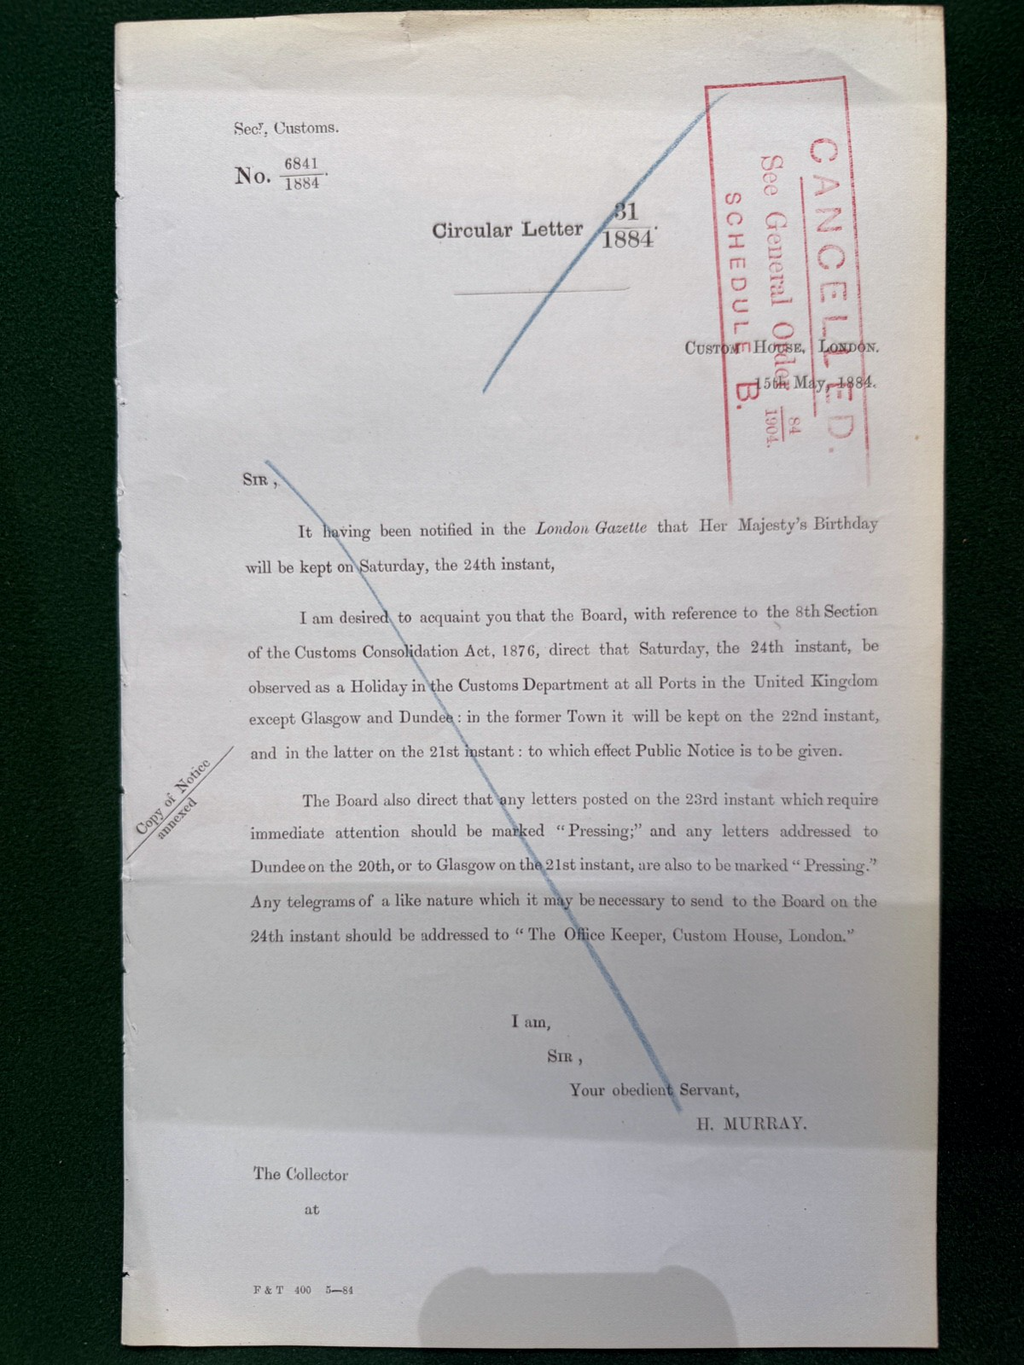 Secʳ, Customs.
No. 6841/1884.
Circular Letter 31/1884.
CANCELLED.
See General Order 84/1904.
SCHEDULE B.
CUSTOM HOUSE, LONDON.
15th May, 1884.
SIR,
It having been notified in the London Gazette that Her Majesty's Birthday
will be kept on Saturday, the 24th instant,
I am desired to acquaint you that the Board, with reference to the 8th Section
of the Customs Consolidation Act, 1876, direct that Saturday, the 24th instant, be
observed as a Holiday in the Customs Department at all Ports in the United Kingdom
except Glasgow and Dundee: in the former Town it will be kept on the 22nd instant,
and in the latter on the 21st instant: to which effect Public Notice is to be given.
Copy of Notice
annexed
The Board also direct that any letters posted on the 23rd instant which require
immediate attention should be marked "Pressing;" and any letters addressed to
Dundee on the 20th, or to Glasgow on the 21st instant, are also to be marked "Pressing."
Any telegrams of a like nature which it may be necessary to send to the Board on the
24th instant should be addressed to "The Office Keeper, Custom House, London."
I am,
SIR,
Your obedient Servant,
H. MURRAY.
The Collector
at
F & T 400 5—84